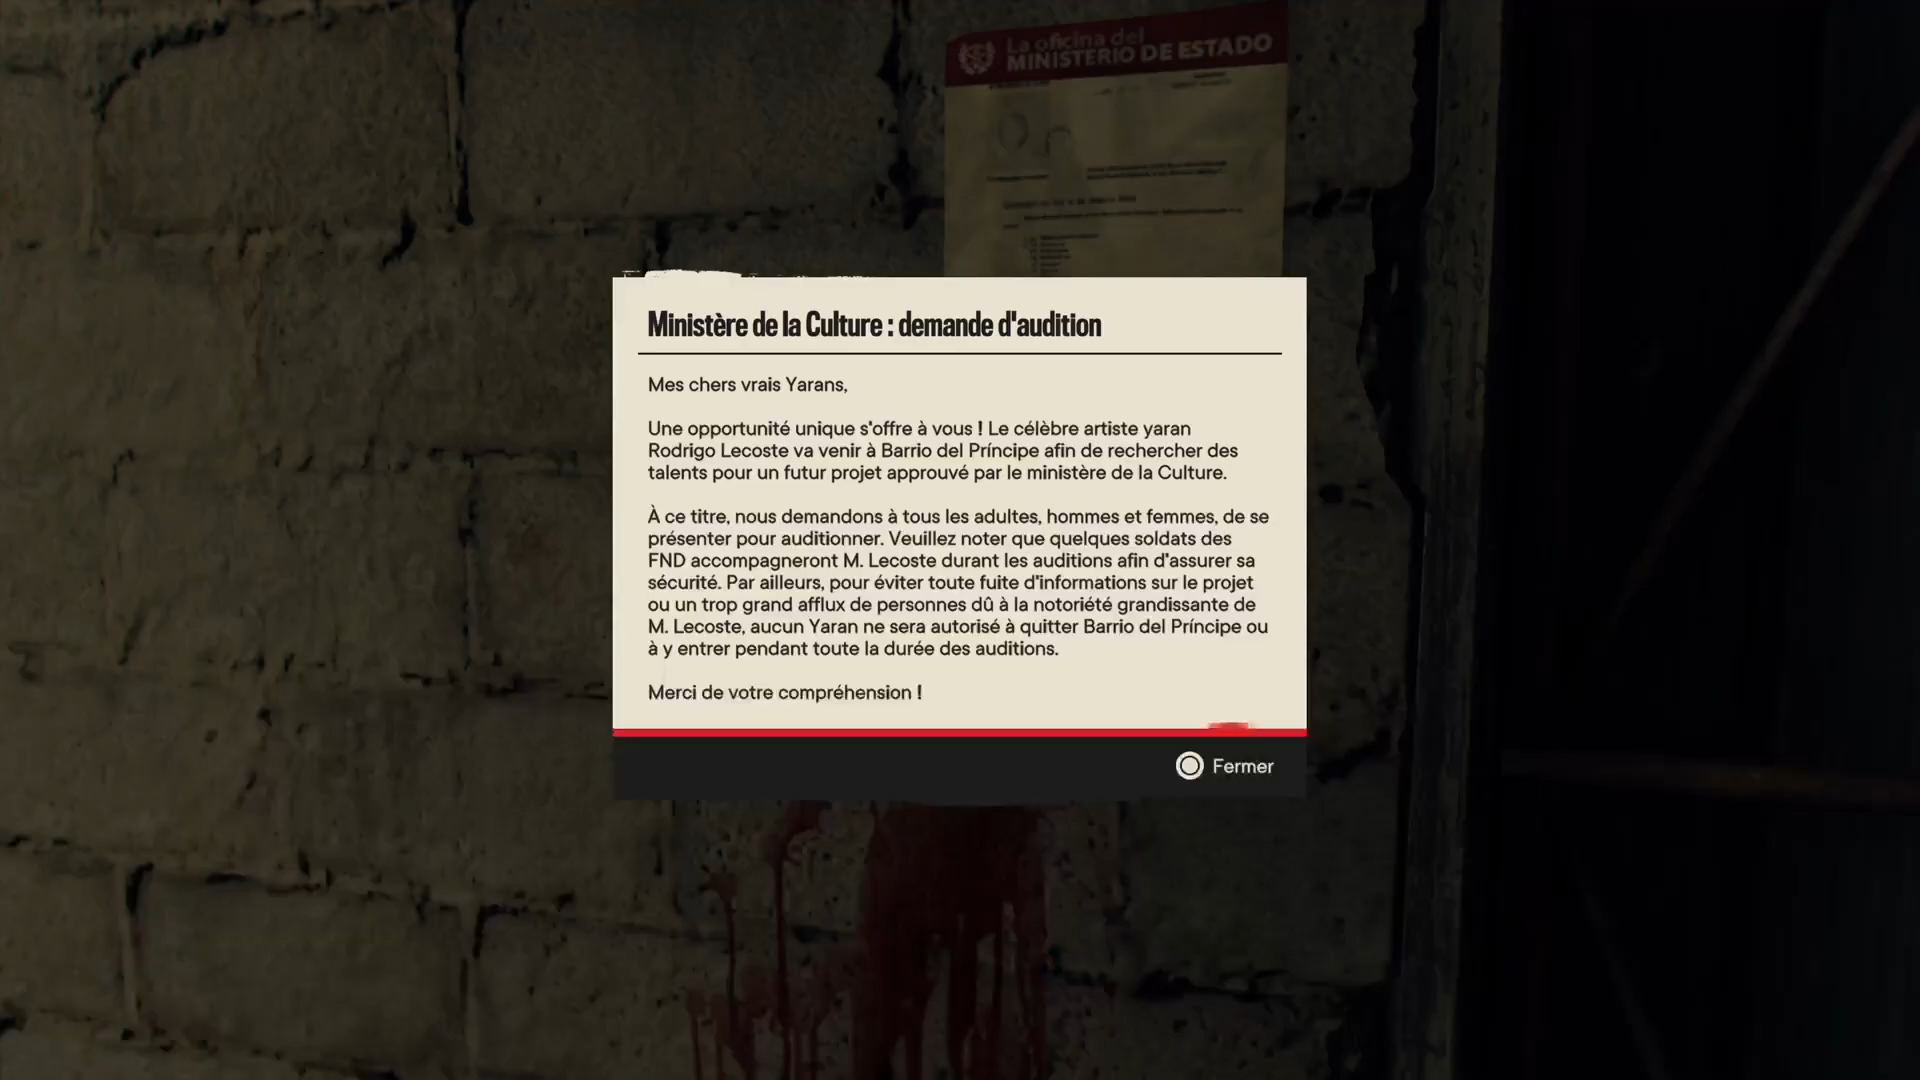 La oficina del
MINISTERIO DE ESTADO
Ministère de la Culture : demande d'audition
Mes chers vrais Yarans,
Une opportunité unique s'offre à vous ! Le célèbre artiste yaran
Rodrigo Lecoste va venir à Barrio del Príncipe afin de rechercher des
talents pour un futur projet approuvé par le ministère de la Culture.
À ce titre, nous demandons à tous les adultes, hommes et femmes, de se
présenter pour auditionner. Veuillez noter que quelques soldats des
FND accompagneront M. Lecoste durant les auditions afin d'assurer sa
sécurité. Par ailleurs, pour éviter toute fuite d'informations sur le projet
ou un trop grand afflux de personnes dû à la notoriété grandissante de
M. Lecoste, aucun Yaran ne sera autorisé à quitter Barrio del Príncipe ou
à y entrer pendant toute la durée des auditions.
Merci de votre compréhension !
Fermer